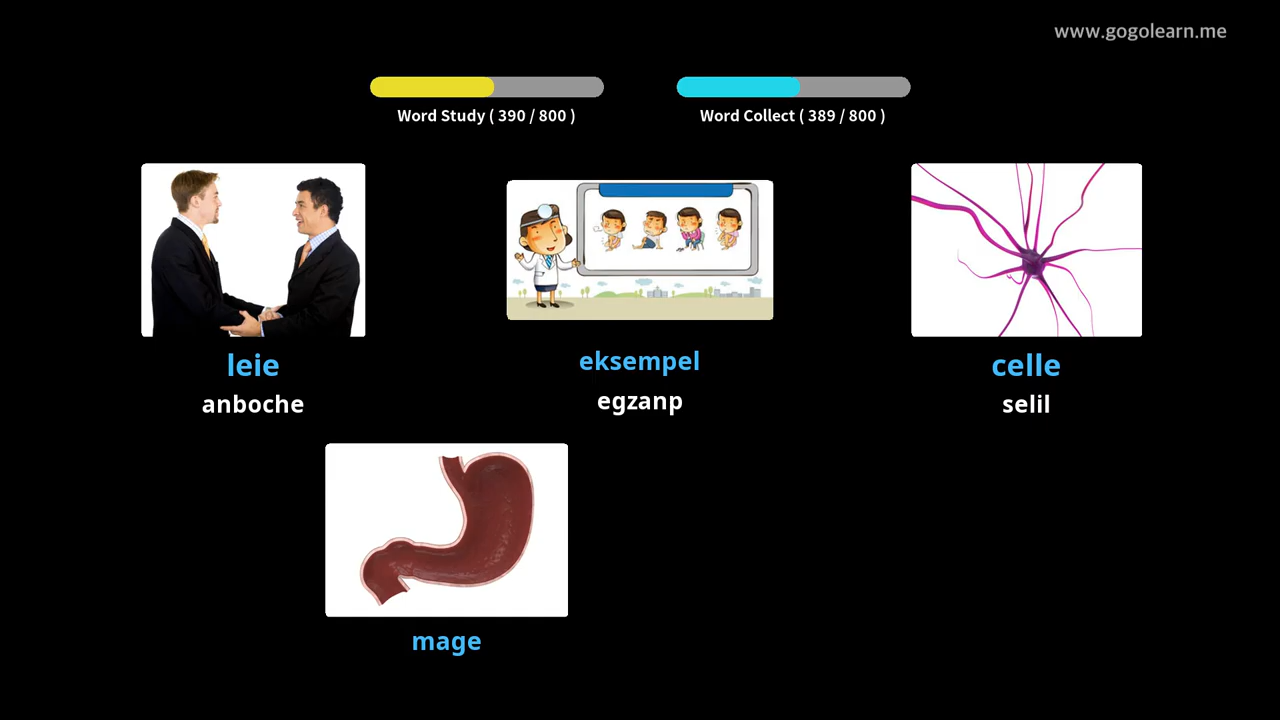 www.gogolearn.me
Word Study ( 390 / 800 )
Word Collect ( 389 / 800 )
leie
anboche
eksempel
egzanp
celle
selil
mage